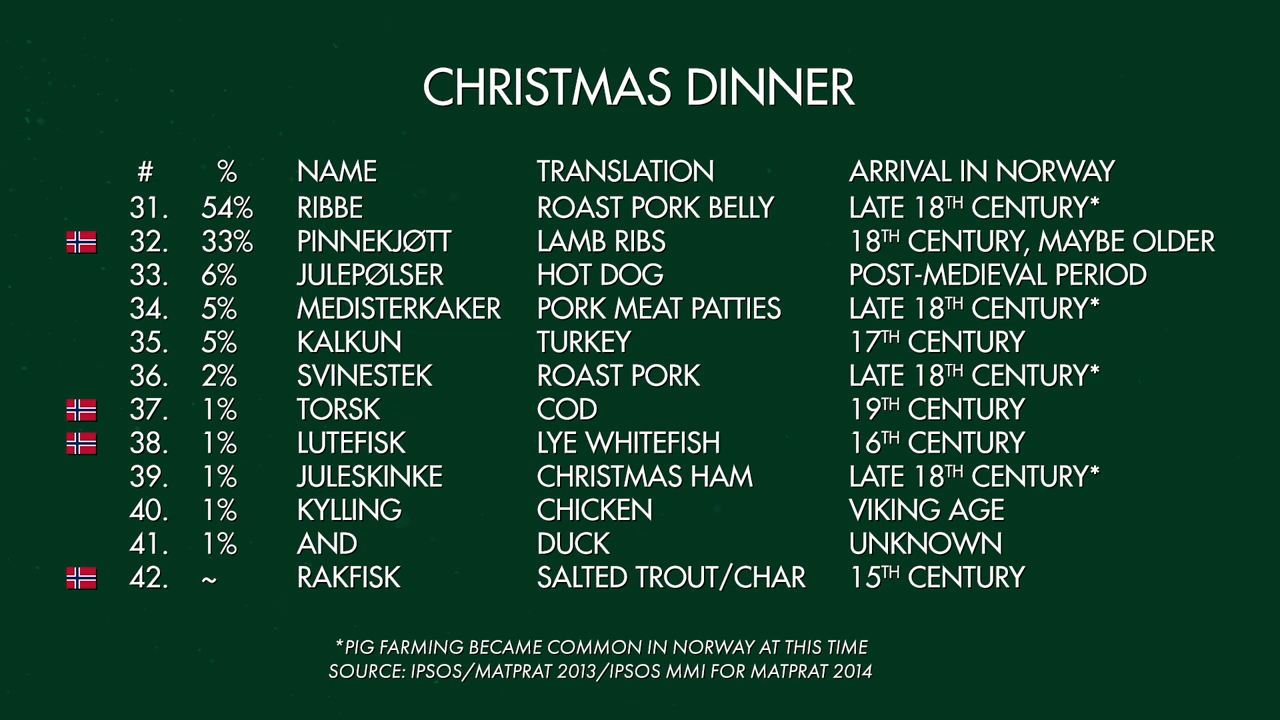 CHRISTMAS DINNER
# % NAME TRANSLATION ARRIVAL IN NORWAY
31. 54% RIBBE ROAST PORK BELLY LATE 18TH CENTURY*
32. 33% PINNEKJØTT LAMB RIBS 18TH CENTURY, MAYBE OLDER
33. 6% JULEPØLSER HOT DOG POST-MEDIEVAL PERIOD
34. 5% MEDISTERKAKER PORK MEAT PATTIES LATE 18TH CENTURY*
35. 5% KALKUN TURKEY 17TH CENTURY
36. 2% SVINESTEK ROAST PORK LATE 18TH CENTURY*
37. 1% TORSK COD 19TH CENTURY
38. 1% LUTEFISK LYE WHITEFISH 16TH CENTURY
39. 1% JULESKINKE CHRISTMAS HAM LATE 18TH CENTURY*
40. 1% KYLLING CHICKEN VIKING AGE
41. 1% AND DUCK UNKNOWN
42. ~ RAKFISK SALTED TROUT/CHAR 15TH CENTURY
*PIG FARMING BECAME COMMON IN NORWAY AT THIS TIME
SOURCE: IPSOS/MATPRAT 2013/IPSOS MMI FOR MATPRAT 2014